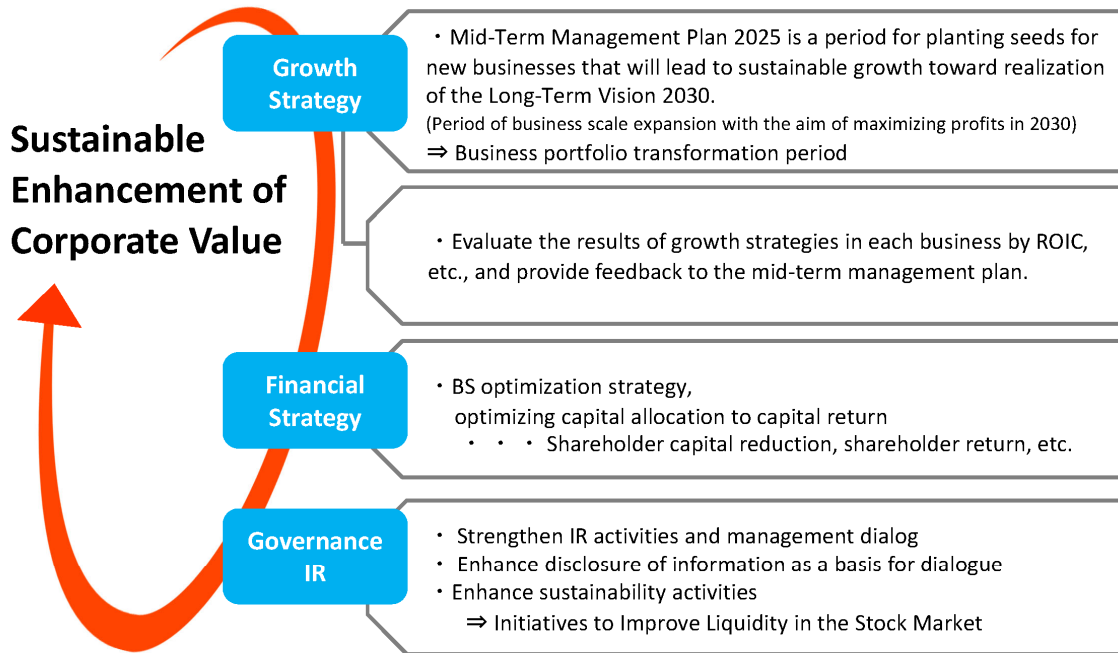 Sustainable
Enhancement of
Corporate Value
Growth
Strategy
・Mid-Term Management Plan 2025 is a period for planting seeds for
new businesses that will lead to sustainable growth toward realization
of the Long-Term Vision 2030.
(Period of business scale expansion with the aim of maximizing profits in 2030)
⇒ Business portfolio transformation period
・Evaluate the results of growth strategies in each business by ROIC,
etc., and provide feedback to the mid-term management plan.
Financial
Strategy
・BS optimization strategy,
optimizing capital allocation to capital return
・・・Shareholder capital reduction, shareholder return, etc.
Governance
IR
・ Strengthen IR activities and management dialog
・ Enhance disclosure of information as a basis for dialogue
・Enhance sustainability activities
⇒ Initiatives to Improve Liquidity in the Stock Market